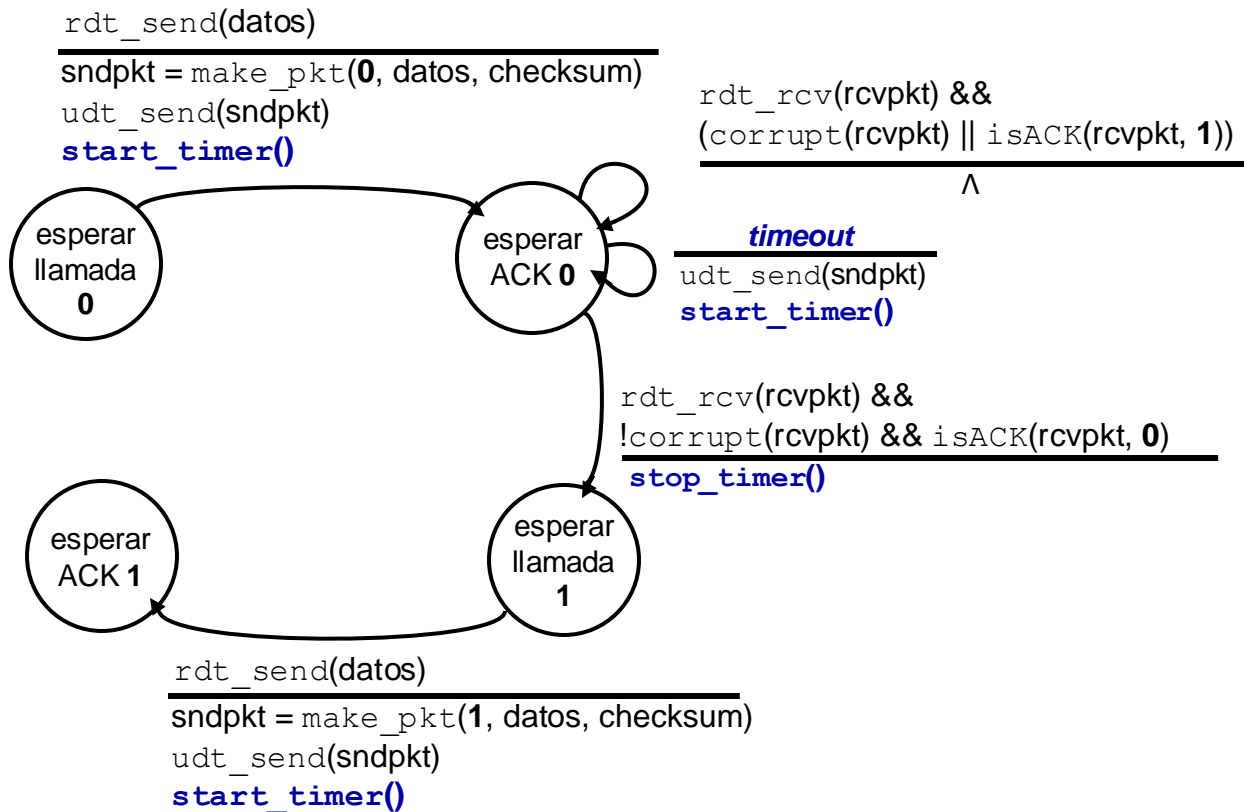 rdt_send(datos)
sndpkt = make_pkt(0, datos, checksum)
udt_send(sndpkt)
start_timer()
rdt_rcv(rcvpkt) &&
(corrupt(rcvpkt) || isACK(rcvpkt, 1))
Λ
esperar
llamada
0
esperar
ACK 0
timeout
udt_send(sndpkt)
start_timer()
rdt_rcv(rcvpkt) &&
!corrupt(rcvpkt) && isACK(rcvpkt, 0)
stop_timer()
esperar
ACK 1
esperar
llamada
1
rdt_send(datos)
sndpkt = make_pkt(1, datos, checksum)
udt_send(sndpkt)
start_timer()